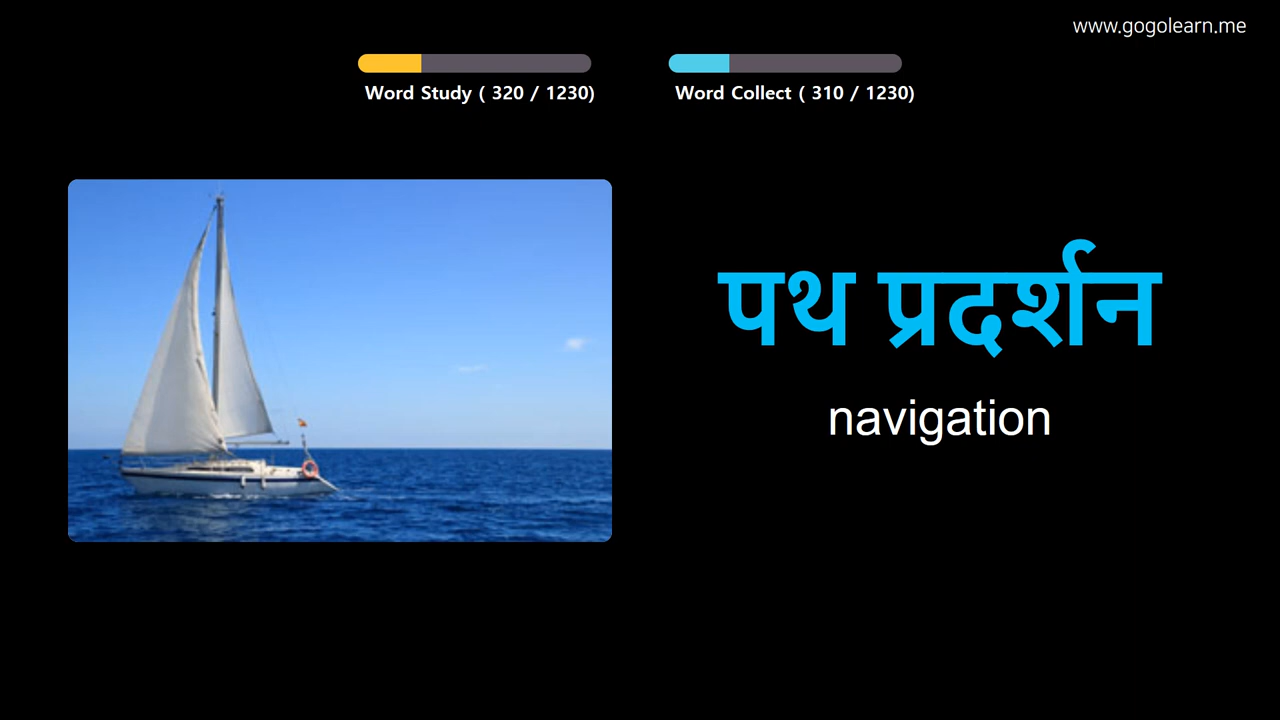 www.gogolearn.me
Word Study ( 320 / 1230)
Word Collect ( 310 / 1230)
पथ प्रदर्शन
navigation